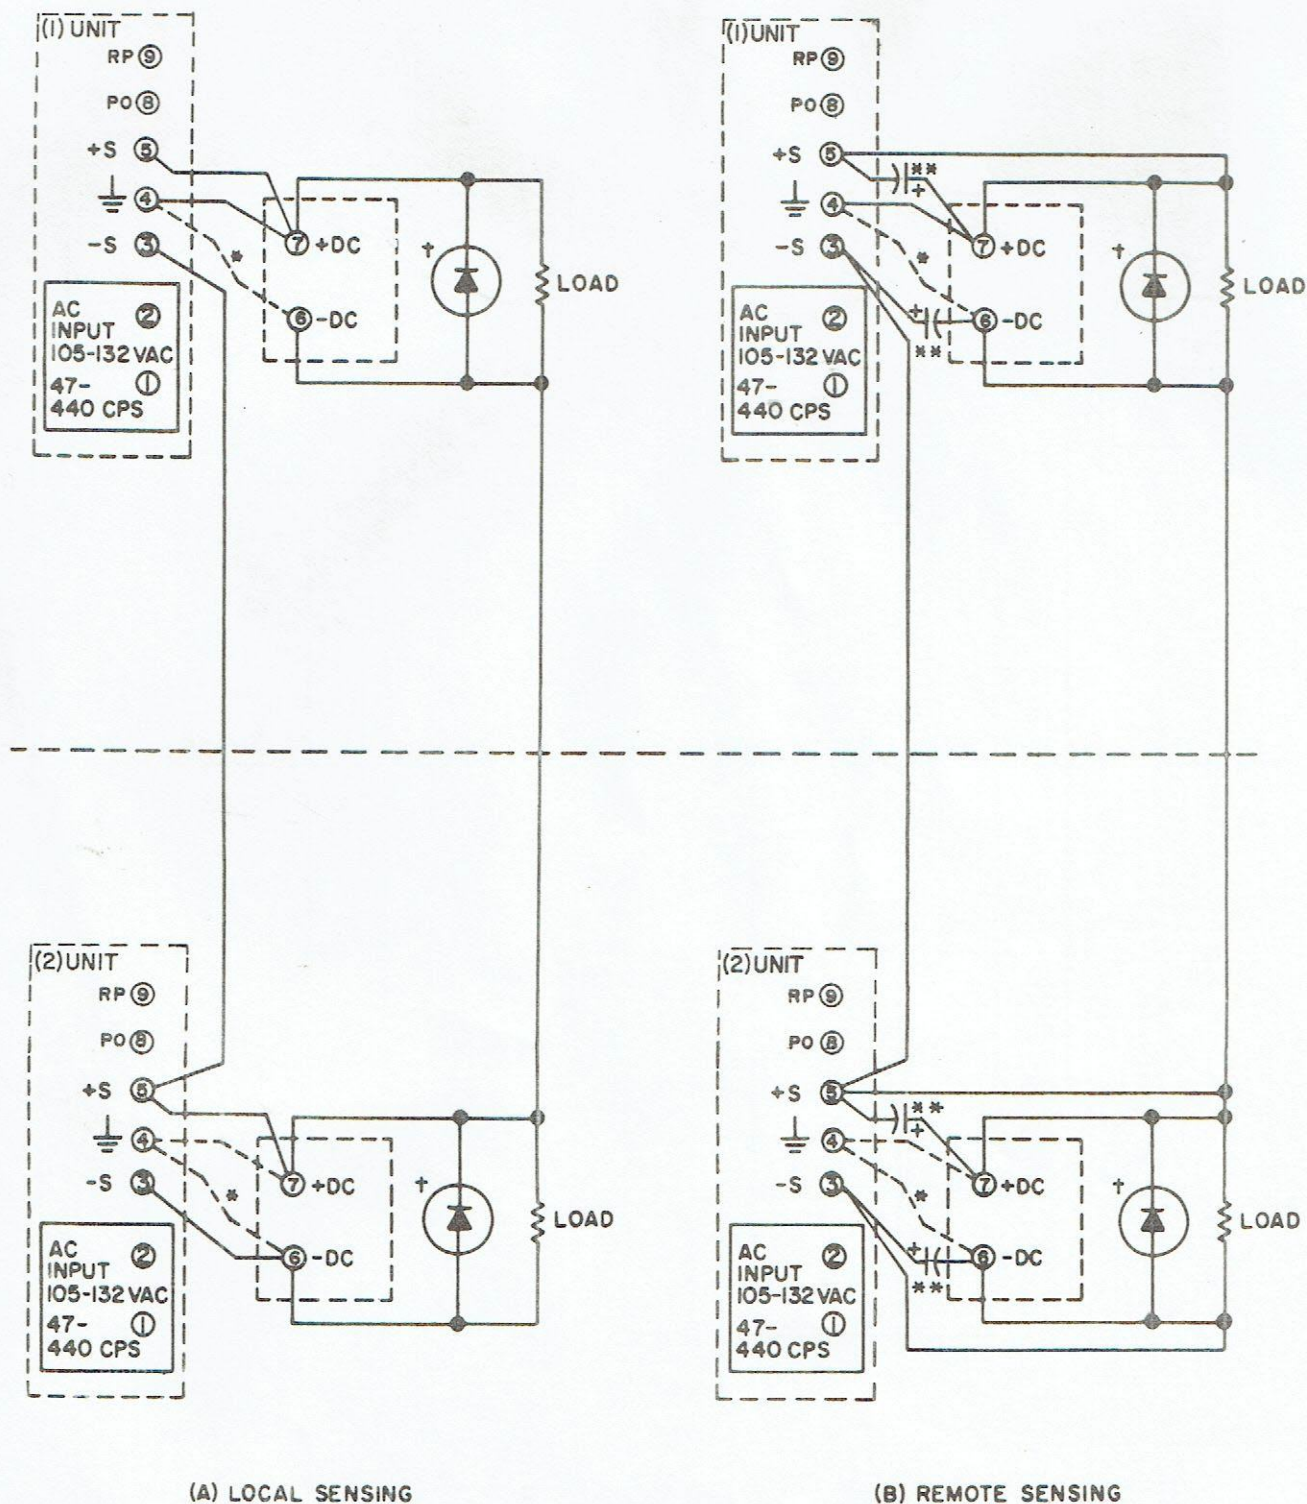 (1) UNIT
RP 9
PO 8
+S 5
4
-S 3
*
7 +DC
6 -DC
†
LOAD
AC
INPUT 2
105-132 VAC
47- 1
440 CPS
(1) UNIT
RP 9
PO 8
+S 5
**
+
4
-S 3
*
7 +DC
+
6 -DC
**
†
LOAD
AC
INPUT 2
105-132 VAC
47- 1
440 CPS
(2) UNIT
RP 9
PO 8
+S 5
4
-S 3
*
7 +DC
6 -DC
†
LOAD
AC
INPUT 2
105-132 VAC
47- 1
440 CPS
(2) UNIT
RP 9
PO 8
+S 5
**
+
4
-S 3
*
7 +DC
+
6 -DC
**
†
LOAD
AC
INPUT 2
105-132 VAC
47- 1
440 CPS
(A) LOCAL SENSING
(B) REMOTE SENSING